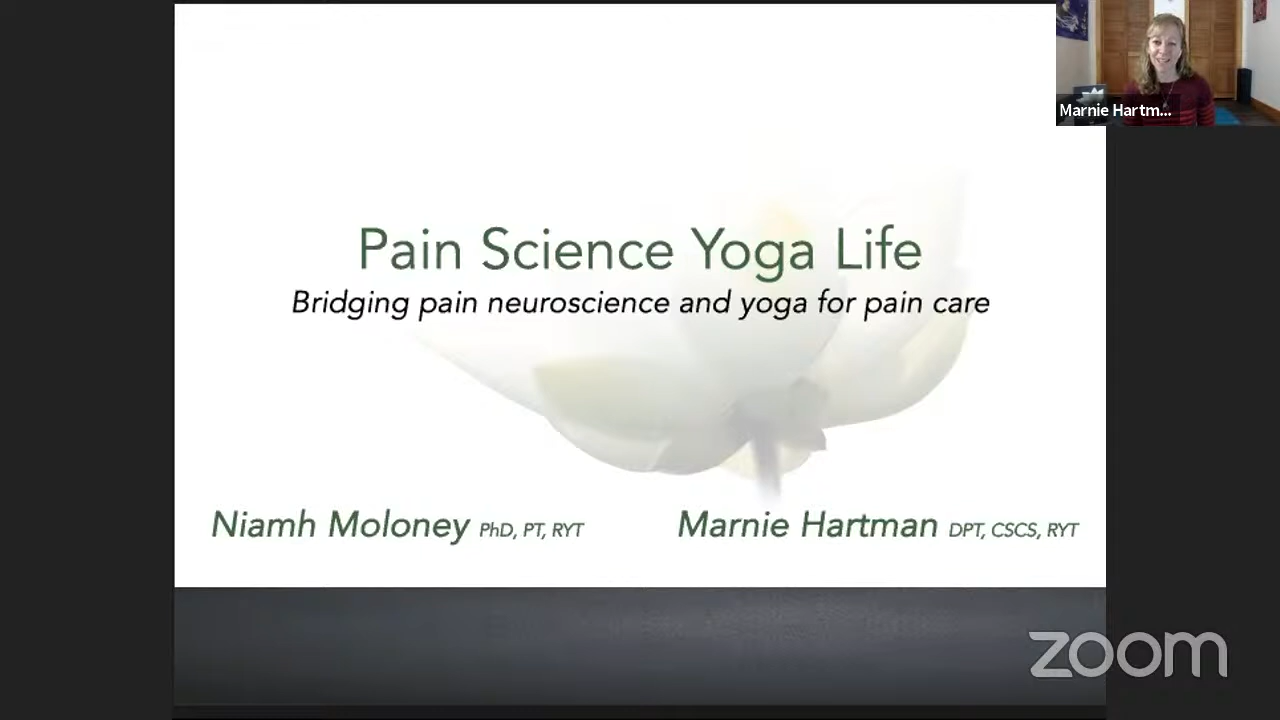 Marnie Hartm...
Pain Science Yoga Life
Bridging pain neuroscience and yoga for pain care
Niamh Moloney PhD, PT, RYT
Marnie Hartman DPT, CSCS, RYT
zoom